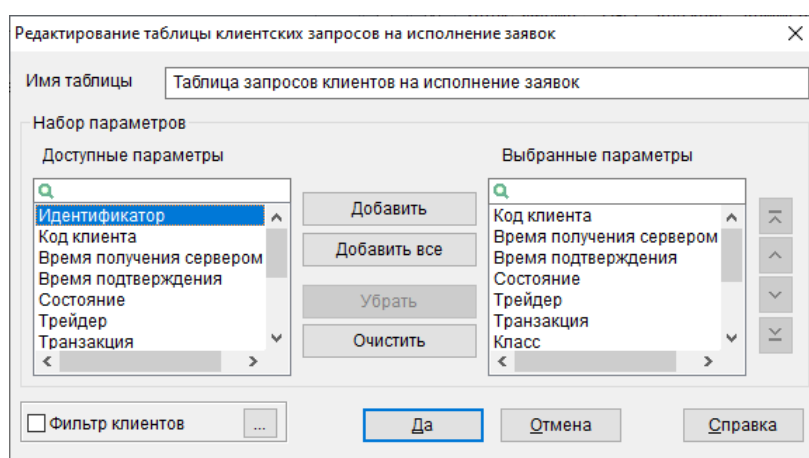 Редактирование таблицы клиентских запросов на исполнение заявок
Имя таблицы
Таблица запросов клиентов на исполнение заявок
Набор параметров
Доступные параметры
Идентификатор
Код клиента
Время получения сервером
Время подтверждения
Состояние
Трейдер
Транзакция
Добавить
Добавить все
Убрать
Очистить
Выбранные параметры
Код клиента
Время получения сервером
Время подтверждения
Состояние
Трейдер
Транзакция
Класс
Фильтр клиентов
...
Да
Отмена
Справка